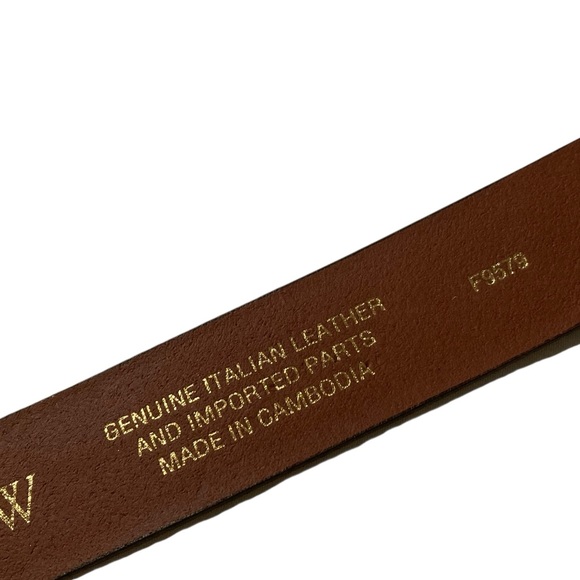 GENUINE ITALIAN LEATHER
AND IMPORTED PARTS
MADE IN CAMBODIA
F9579
W